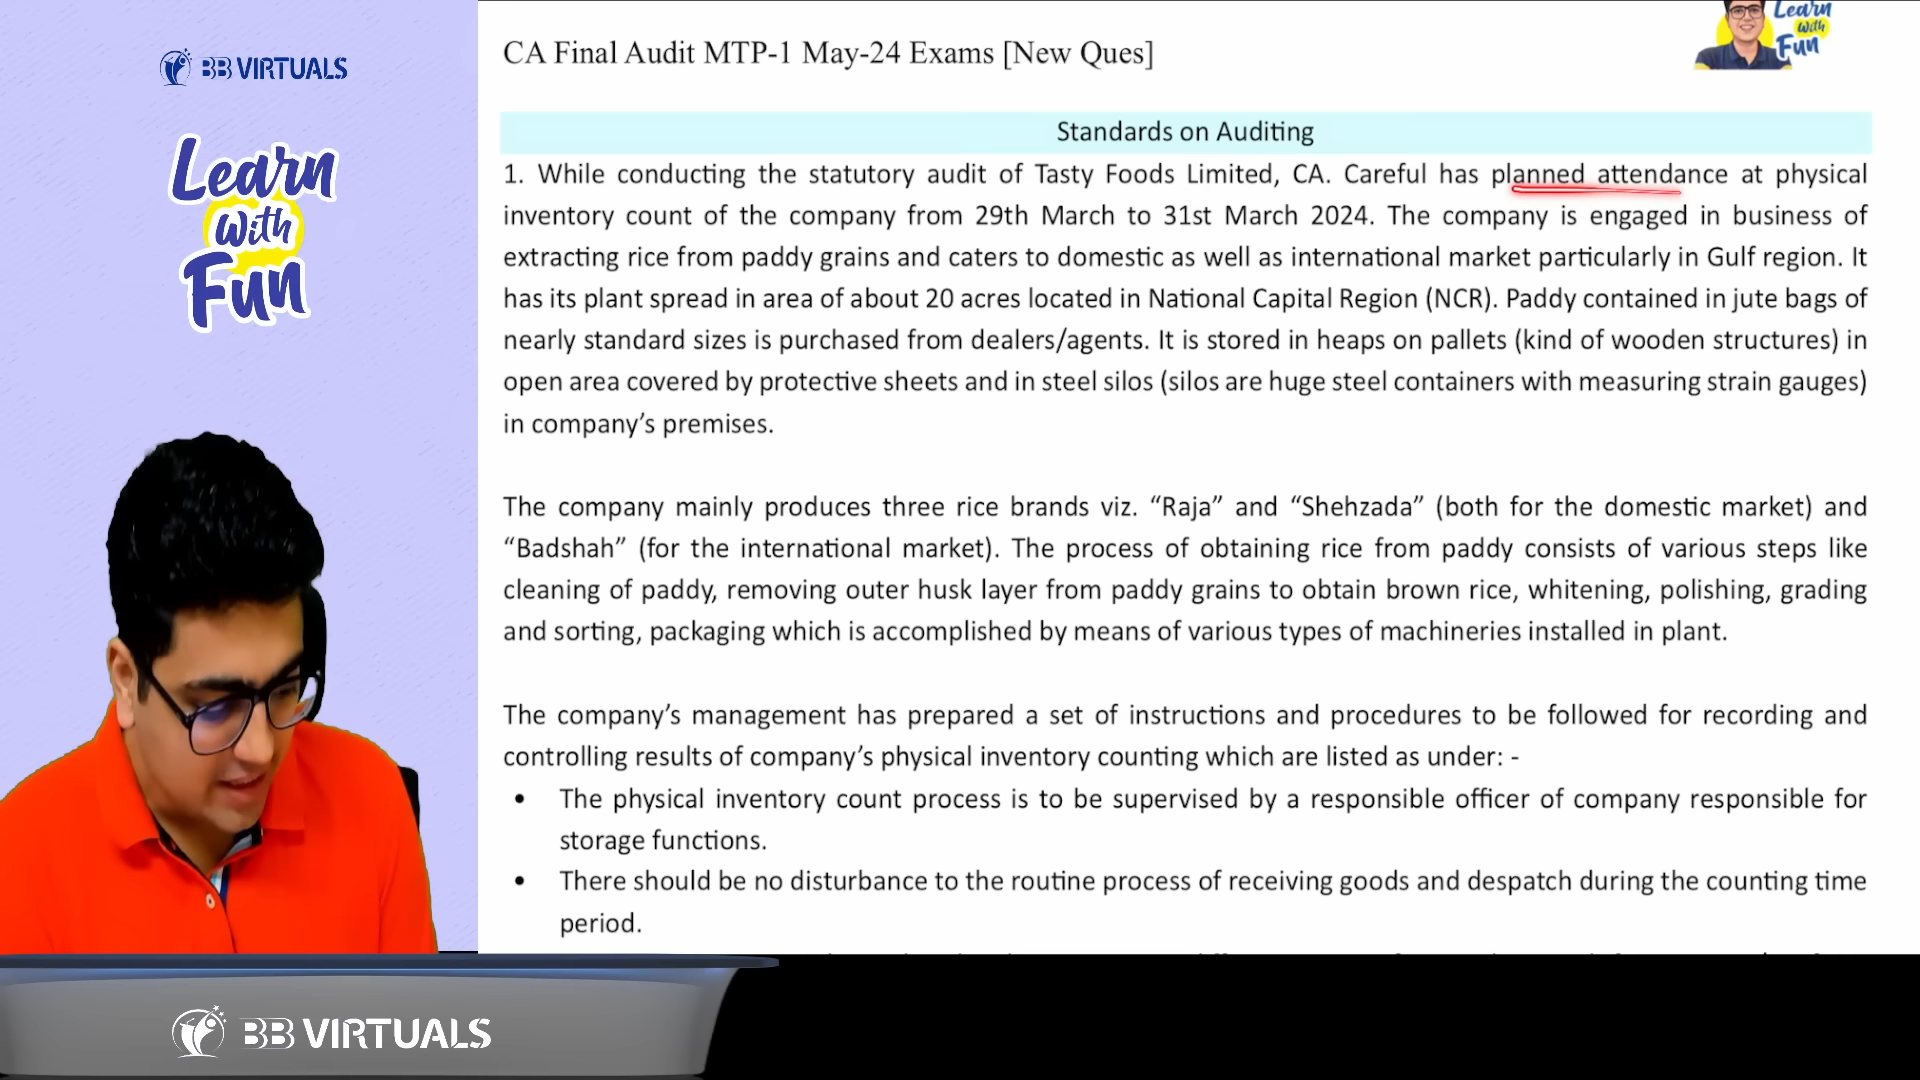 BB VIRTUALS
Learn
With
Fun
Learn
With
Fun
CA Final Audit MTP-1 May-24 Exams [New Ques]
Standards on Auditing
1. While conducting the statutory audit of Tasty Foods Limited, CA. Careful has planned attendance at physical
inventory count of the company from 29th March to 31st March 2024. The company is engaged in business of
extracting rice from paddy grains and caters to domestic as well as international market particularly in Gulf region. It
has its plant spread in area of about 20 acres located in National Capital Region (NCR). Paddy contained in jute bags of
nearly standard sizes is purchased from dealers/agents. It is stored in heaps on pallets (kind of wooden structures) in
open area covered by protective sheets and in steel silos (silos are huge steel containers with measuring strain gauges)
in company’s premises.
The company mainly produces three rice brands viz. “Raja” and “Shehzada” (both for the domestic market) and
“Badshah” (for the international market). The process of obtaining rice from paddy consists of various steps like
cleaning of paddy, removing outer husk layer from paddy grains to obtain brown rice, whitening, polishing, grading
and sorting, packaging which is accomplished by means of various types of machineries installed in plant.
The company’s management has prepared a set of instructions and procedures to be followed for recording and
controlling results of company’s physical inventory counting which are listed as under: -
• The physical inventory count process is to be supervised by a responsible officer of company responsible for
storage functions.
• There should be no disturbance to the routine process of receiving goods and despatch during the counting time
period.
BB VIRTUALS